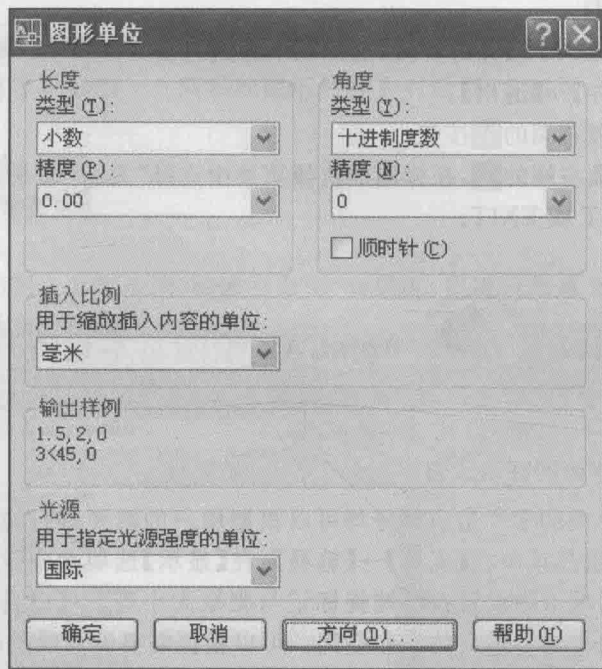 图形单位
长度
类型(T):
小数
精度(P):
0.00
角度
类型(Y):
十进制度数
精度(N):
0
顺时针(C)
插入比例
用于缩放插入内容的单位:
毫米
输出样例
1.5,2,0
3<45,0
光源
用于指定光源强度的单位:
国际
确定
取消
方向(D)...
帮助(H)